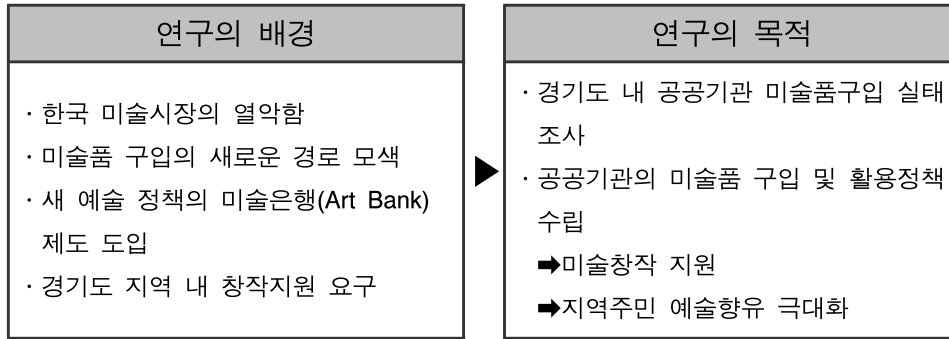 연구의 배경
· 한국 미술시장의 열악함
· 미술품 구입의 새로운 경로 모색
· 새 예술 정책의 미술은행(Art Bank)
제도 도입
· 경기도 지역 내 창작지원 요구
▶
연구의 목적
· 경기도 내 공공기관 미술품구입 실태
조사
· 공공기관의 미술품 구입 및 활용정책
수립
➡미술창작 지원
➡지역주민 예술향유 극대화